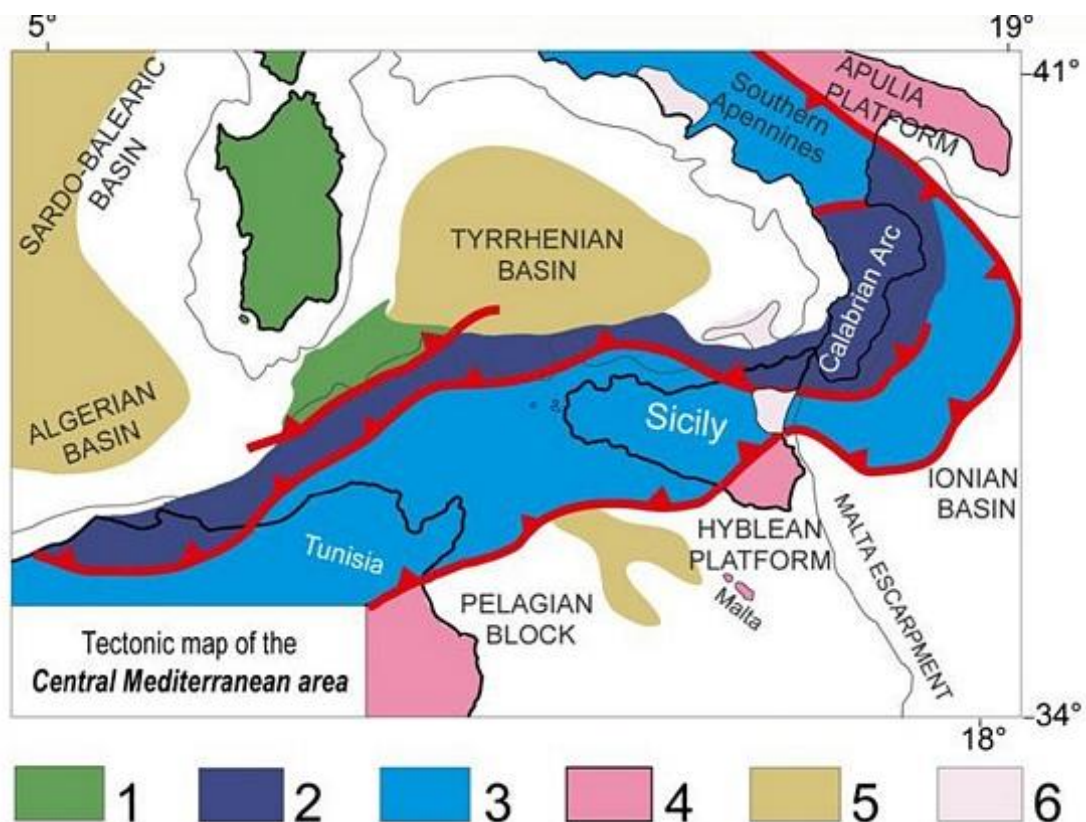 5°
19°
41°
SARDO-BALEARIC
BASIN
Southern
Apennines
APULIA
PLATFORM
TYRRHENIAN
BASIN
Calabrian Arc
ALGERIAN
BASIN
Sicily
IONIAN
BASIN
HYBLEAN
PLATFORM
MALTA ESCARPMENT
Tunisia
Malta
PELAGIAN
BLOCK
Tectonic map of the
Central Mediterranean area
34°
18°
1 2 3 4 5 6